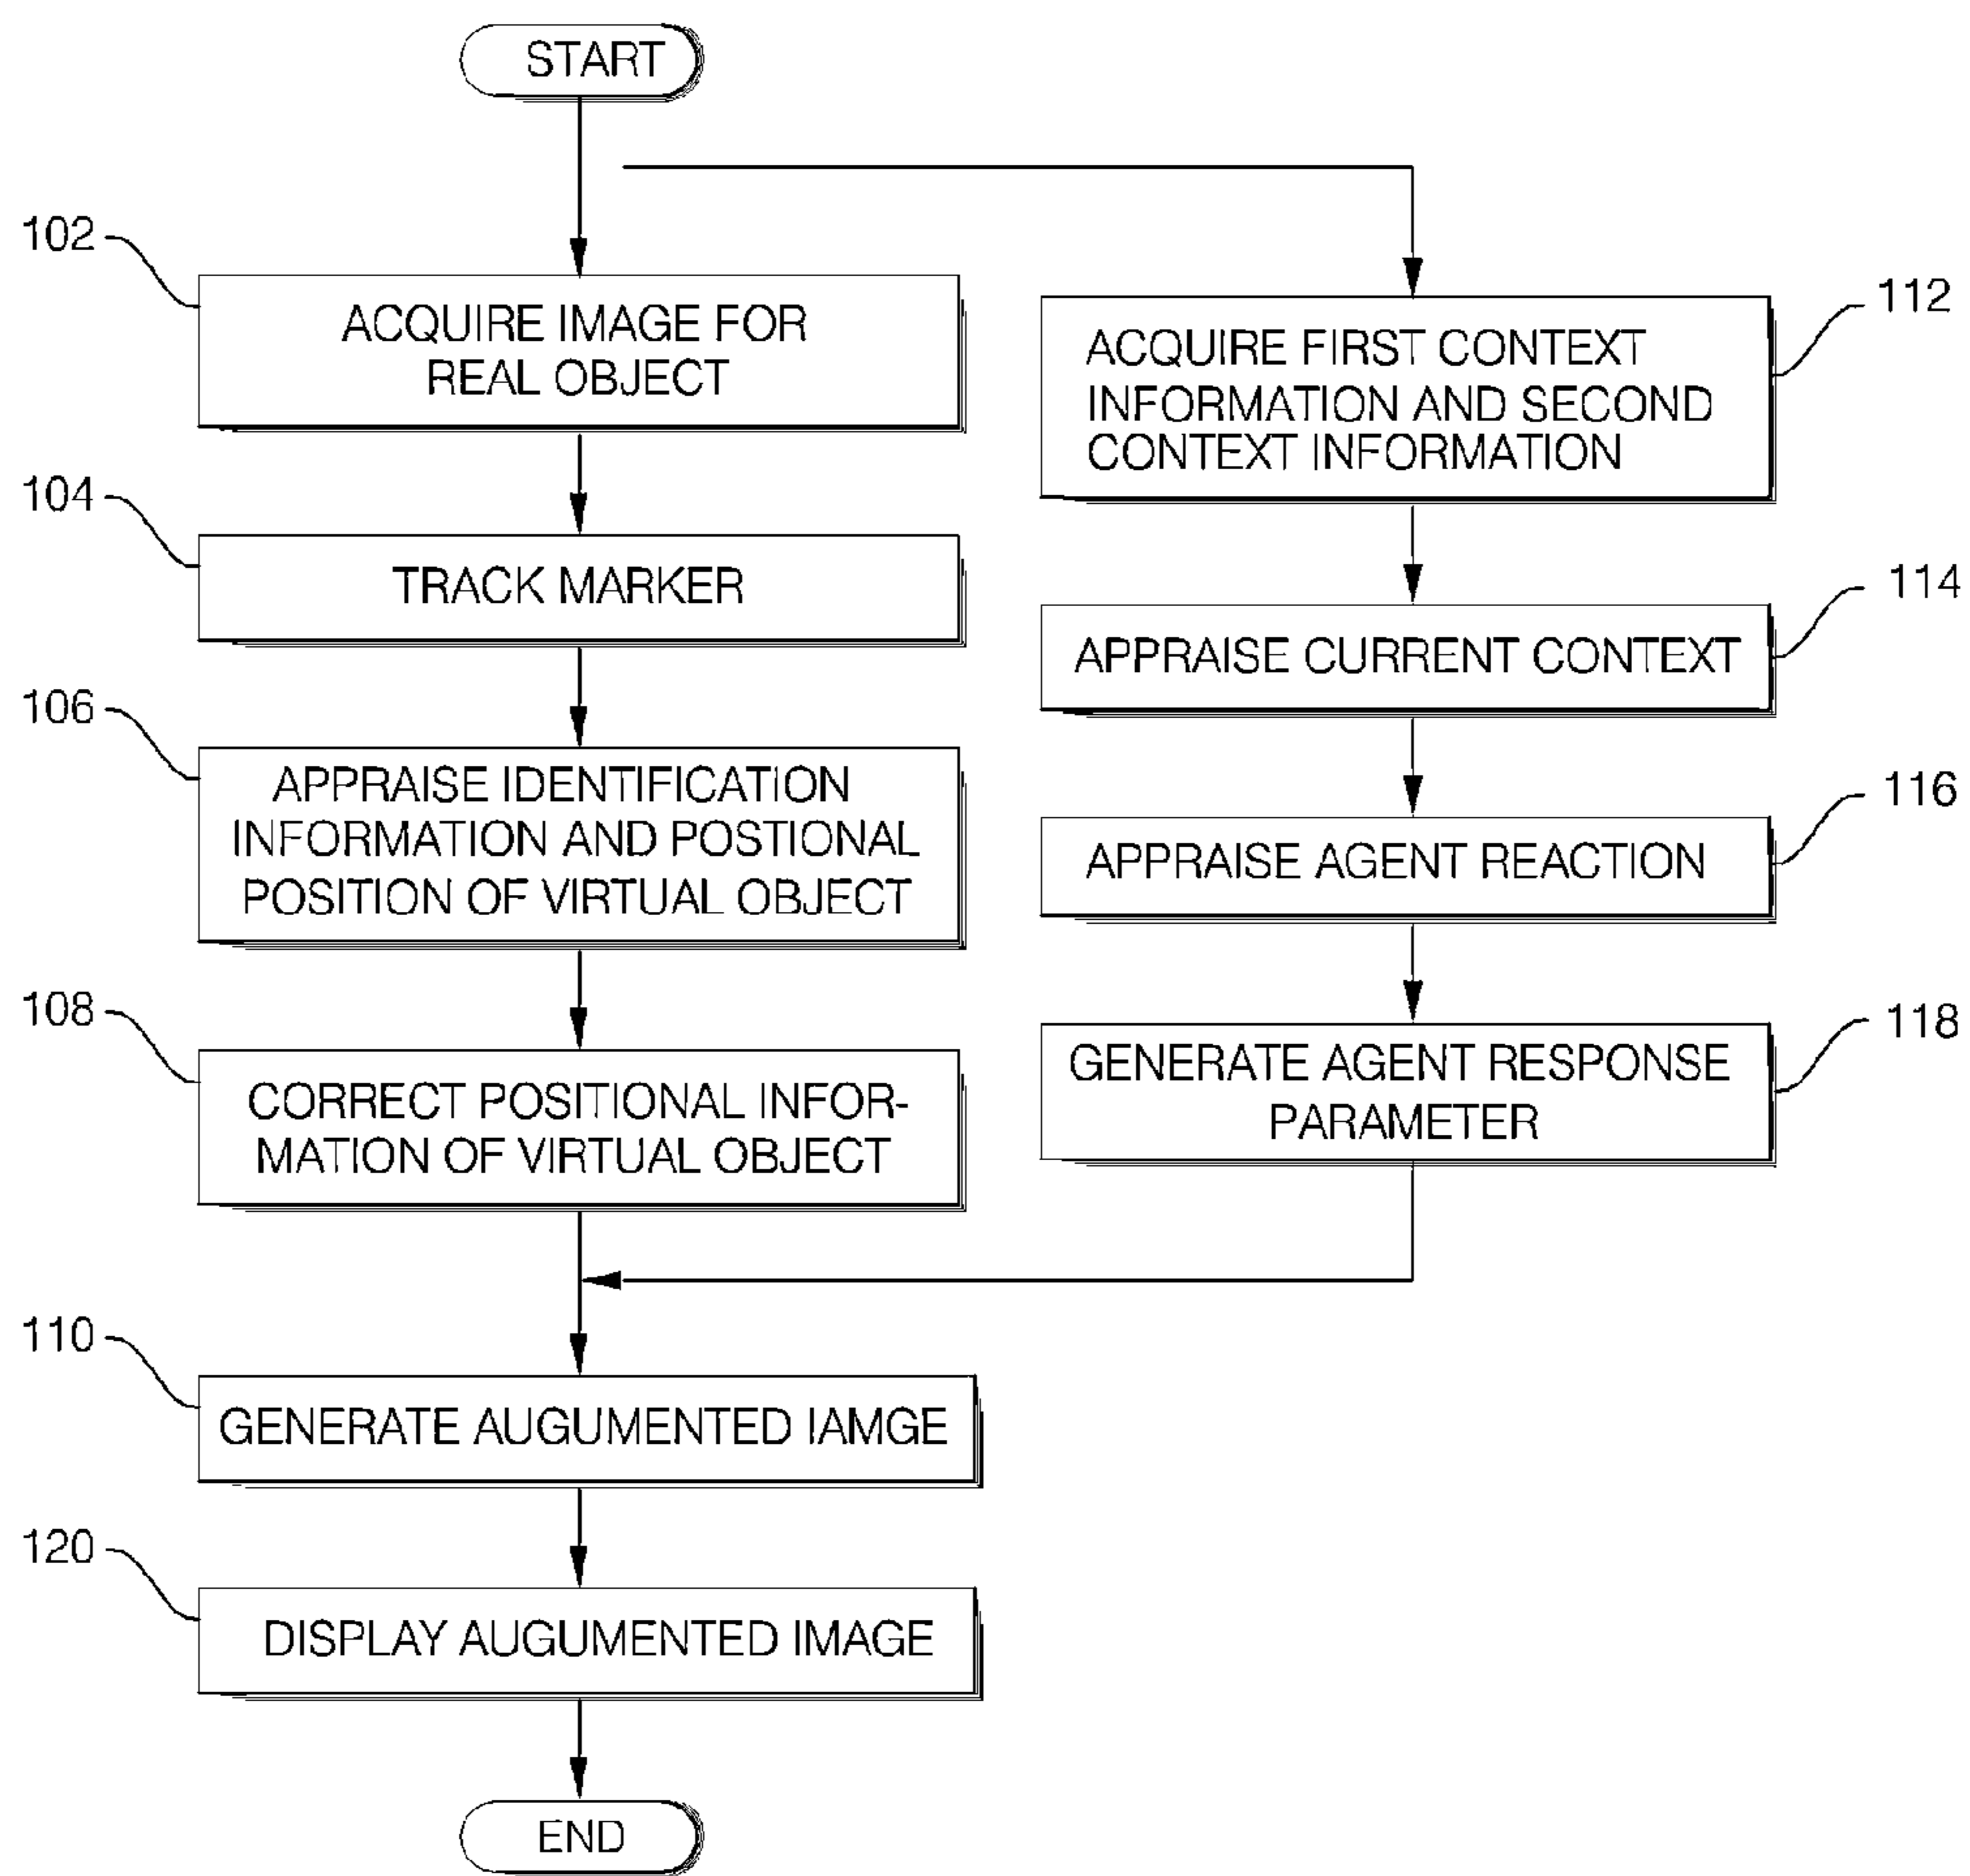 START
102
ACQUIRE IMAGE FOR
REAL OBJECT
104
TRACK MARKER
106
APPRAISE IDENTIFICATION
INFORMATION AND POSTIONAL
POSITION OF VIRTUAL OBJECT
108
CORRECT POSITIONAL INFOR-
MATION OF VIRTUAL OBJECT
112
ACQUIRE FIRST CONTEXT
INFORMATION AND SECOND
CONTEXT INFORMATION
114
APPRAISE CURRENT CONTEXT
116
APPRAISE AGENT REACTION
118
GENERATE AGENT RESPONSE
PARAMETER
110
GENERATE AUGUMENTED IAMGE
120
DISPLAY AUGUMENTED IMAGE
END